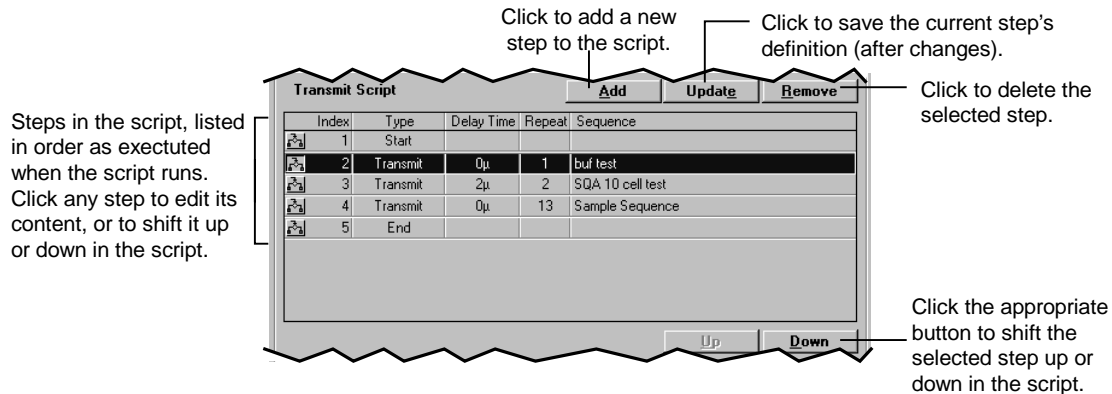 Click to add a new
step to the script.
Click to save the current step's
definition (after changes).
Click to delete the
selected step.
Steps in the script, listed
in order as exectuted
when the script runs.
Click any step to edit its
content, or to shift it up
or down in the script.
Transmit Script
Add
Update
Remove
Index Type Delay Time Repeat Sequence
1 Start
2 Transmit 0µ 1 buf test
3 Transmit 2µ 2 SQA 10 cell test
4 Transmit 0µ 13 Sample Sequence
5 End
Up
Down
Click the appropriate
button to shift the
selected step up or
down in the script.